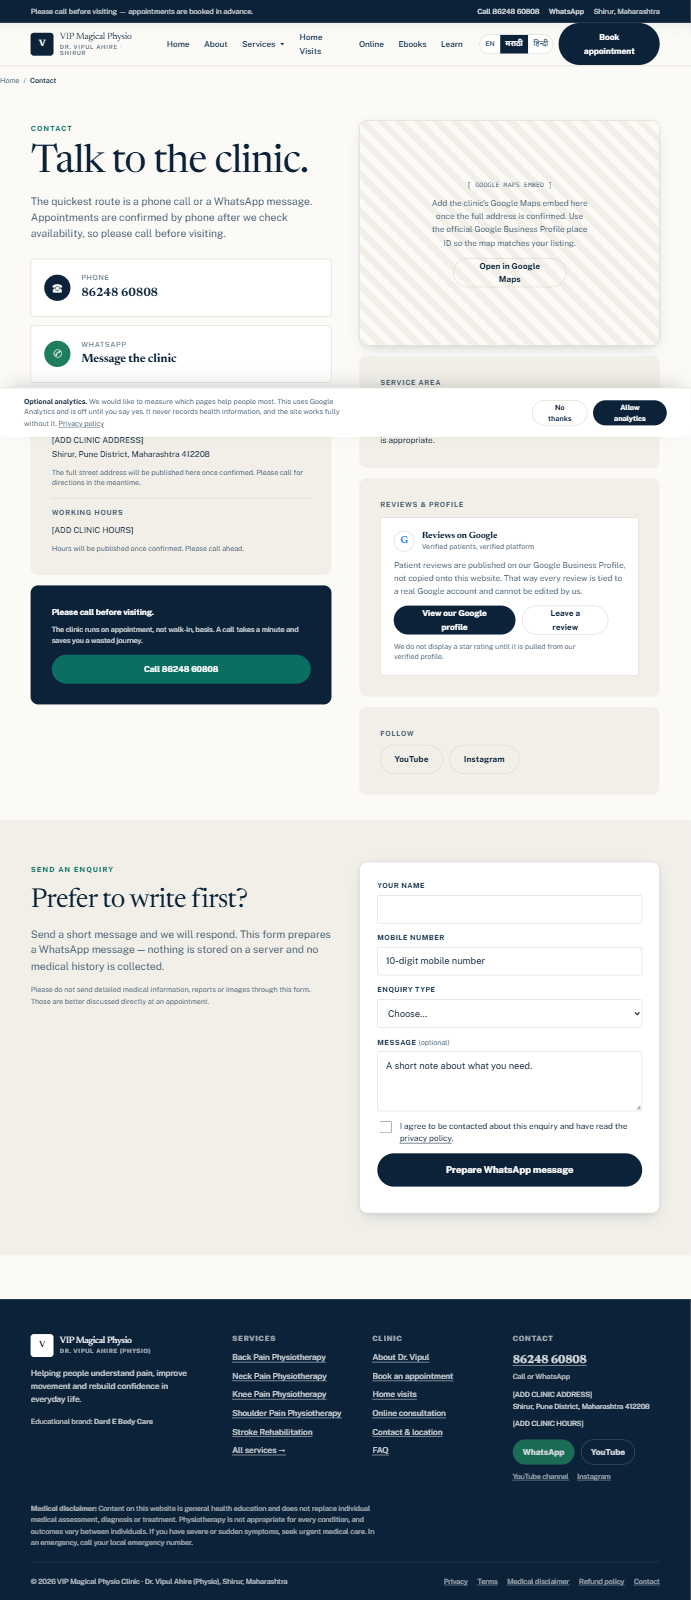 Please call before visiting — appointments are booked in advance.
Call 86248 60808 WhatsApp Shirur, Maharashtra
V
VIP Magical Physio
DR. VIPUL AHIRE ·
SHIRUR
Home About Services Home
Visits
Online Ebooks Learn
EN मराठी हिन्दी
Book
appointment
Home / Contact
CONTACT
Talk to the clinic.
The quickest route is a phone call or a WhatsApp message.
Appointments are confirmed by phone after we check
availability, so please call before visiting.
PHONE
86248 60808
WHATSAPP
Message the clinic
[ GOOGLE MAPS EMBED ]
Add the clinic's Google Maps embed here
once the full address is confirmed. Use
the official Google Business Profile place
ID so the map matches your listing.
Open in Google
Maps
SERVICE AREA
Optional analytics. We would like to measure which pages help people most. This uses Google
Analytics and is off until you say yes. It never records health information, and the site works fully
without it. Privacy policy
No
thanks
Allow
analytics
[ADD CLINIC ADDRESS]
Shirur, Pune District, Maharashtra 412208
The full street address will be published here once confirmed. Please call for
directions in the meantime.
WORKING HOURS
[ADD CLINIC HOURS]
Hours will be published once confirmed. Please call ahead.
Please call before visiting.
The clinic runs on appointment, not walk-in, basis. A call takes a minute and
saves you a wasted journey.
Call 86248 60808
is appropriate.
REVIEWS & PROFILE
G
Reviews on Google
Verified patients, verified platform
Patient reviews are published on our Google Business Profile,
not copied onto this website. That way every review is tied to
a real Google account and cannot be edited by us.
View our Google
profile
Leave a
review
We do not display a star rating until it is pulled from our
verified profile.
FOLLOW
YouTube Instagram
SEND AN ENQUIRY
Prefer to write first?
Send a short message and we will respond. This form prepares
a WhatsApp message — nothing is stored on a server and no
medical history is collected.
Please do not send detailed medical information, reports or images through this form.
Those are better discussed directly at an appointment.
YOUR NAME
MOBILE NUMBER
10-digit mobile number
ENQUIRY TYPE
Choose...
MESSAGE (optional)
A short note about what you need.
I agree to be contacted about this enquiry and have read the
privacy policy.
Prepare WhatsApp message
V
VIP Magical Physio
DR. VIPUL AHIRE (PHYSIO)
Helping people understand pain, improve
movement and rebuild confidence in
everyday life.
Educational brand: Dard E Body Care
SERVICES
Back Pain Physiotherapy
Neck Pain Physiotherapy
Knee Pain Physiotherapy
Shoulder Pain Physiotherapy
Stroke Rehabilitation
All services →
CLINIC
About Dr. Vipul
Book an appointment
Home visits
Online consultation
Contact & location
FAQ
CONTACT
86248 60808
Call or WhatsApp
[ADD CLINIC ADDRESS]
Shirur, Pune District, Maharashtra 412208
[ADD CLINIC HOURS]
WhatsApp YouTube
YouTube channel Instagram
Medical disclaimer: Content on this website is general health education and does not replace individual
medical assessment, diagnosis or treatment. Physiotherapy is not appropriate for every condition, and
outcomes vary between individuals. If you have severe or sudden symptoms, seek urgent medical care. In
an emergency, call your local emergency number.
© 2026 VIP Magical Physio Clinic · Dr. Vipul Ahire (Physio), Shirur, Maharashtra
Privacy Terms Medical disclaimer Refund policy Contact